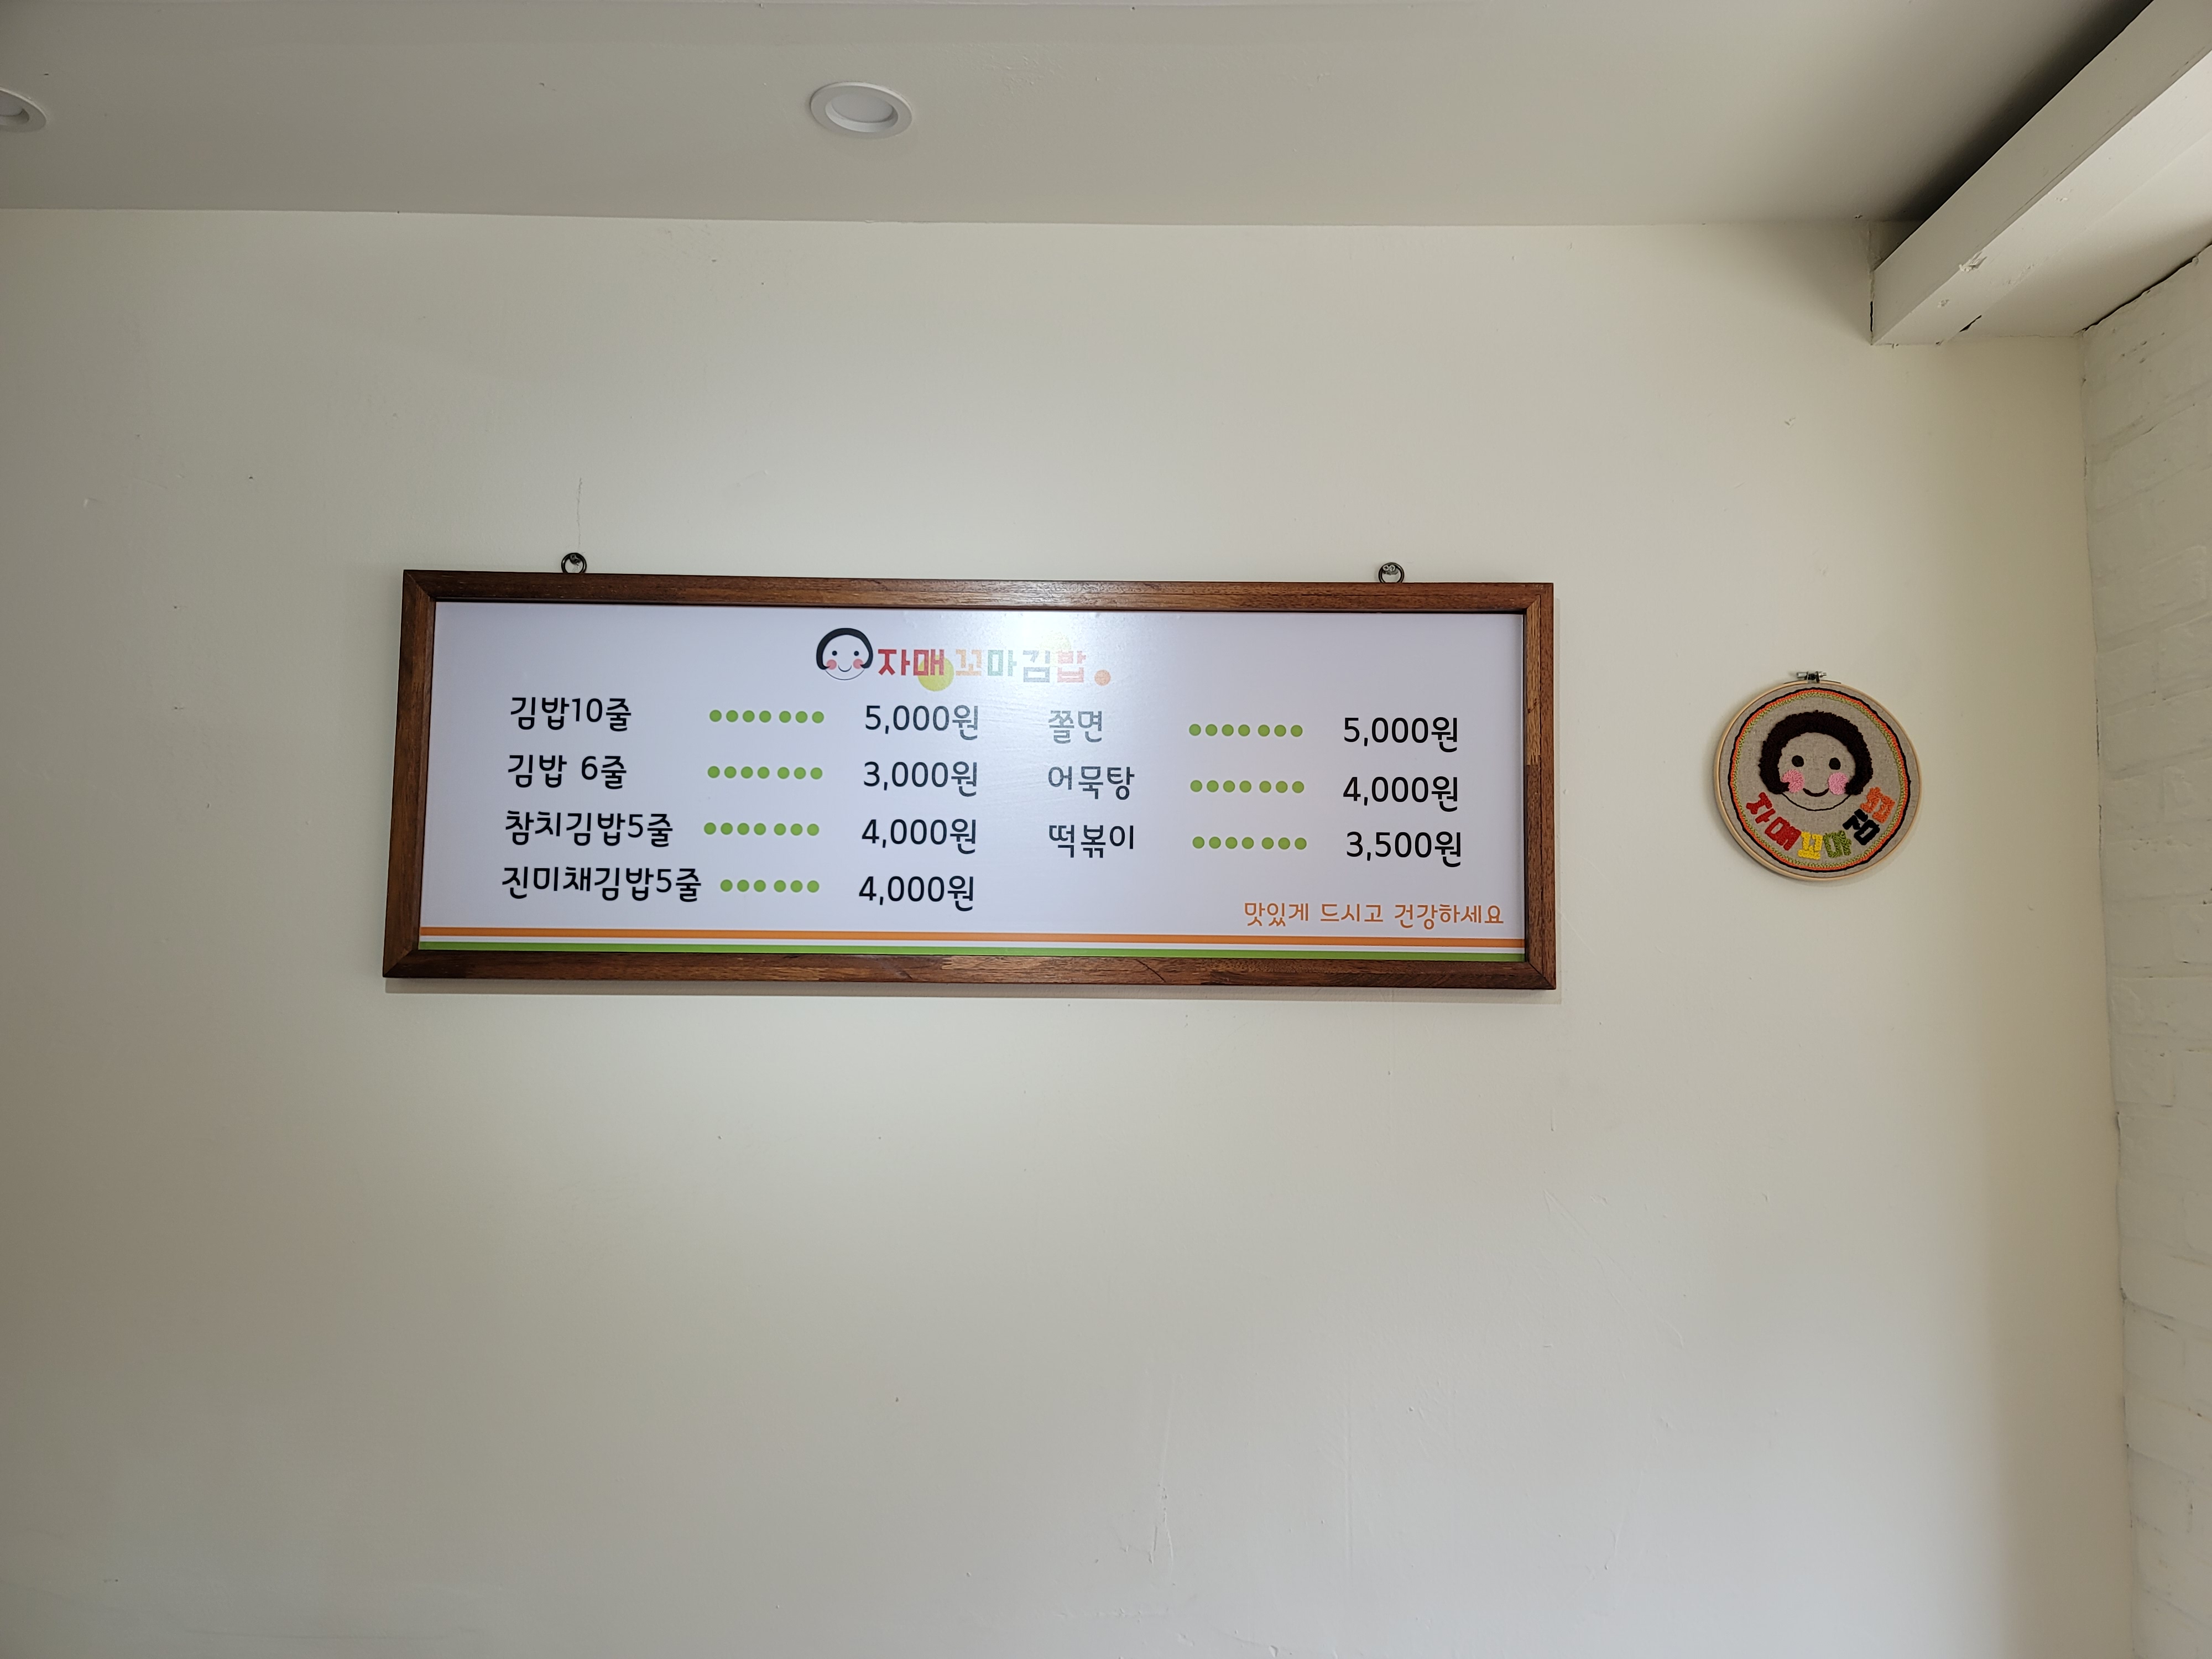 자매 꼬마김밥
김밥10줄 5,000원
김밥 6줄 3,000원
참치김밥5줄 4,000원
진미채김밥5줄 4,000원
쫄면 5,000원
어묵탕 4,000원
떡볶이 3,500원
맛있게 드시고 건강하세요
자매꼬마김밥